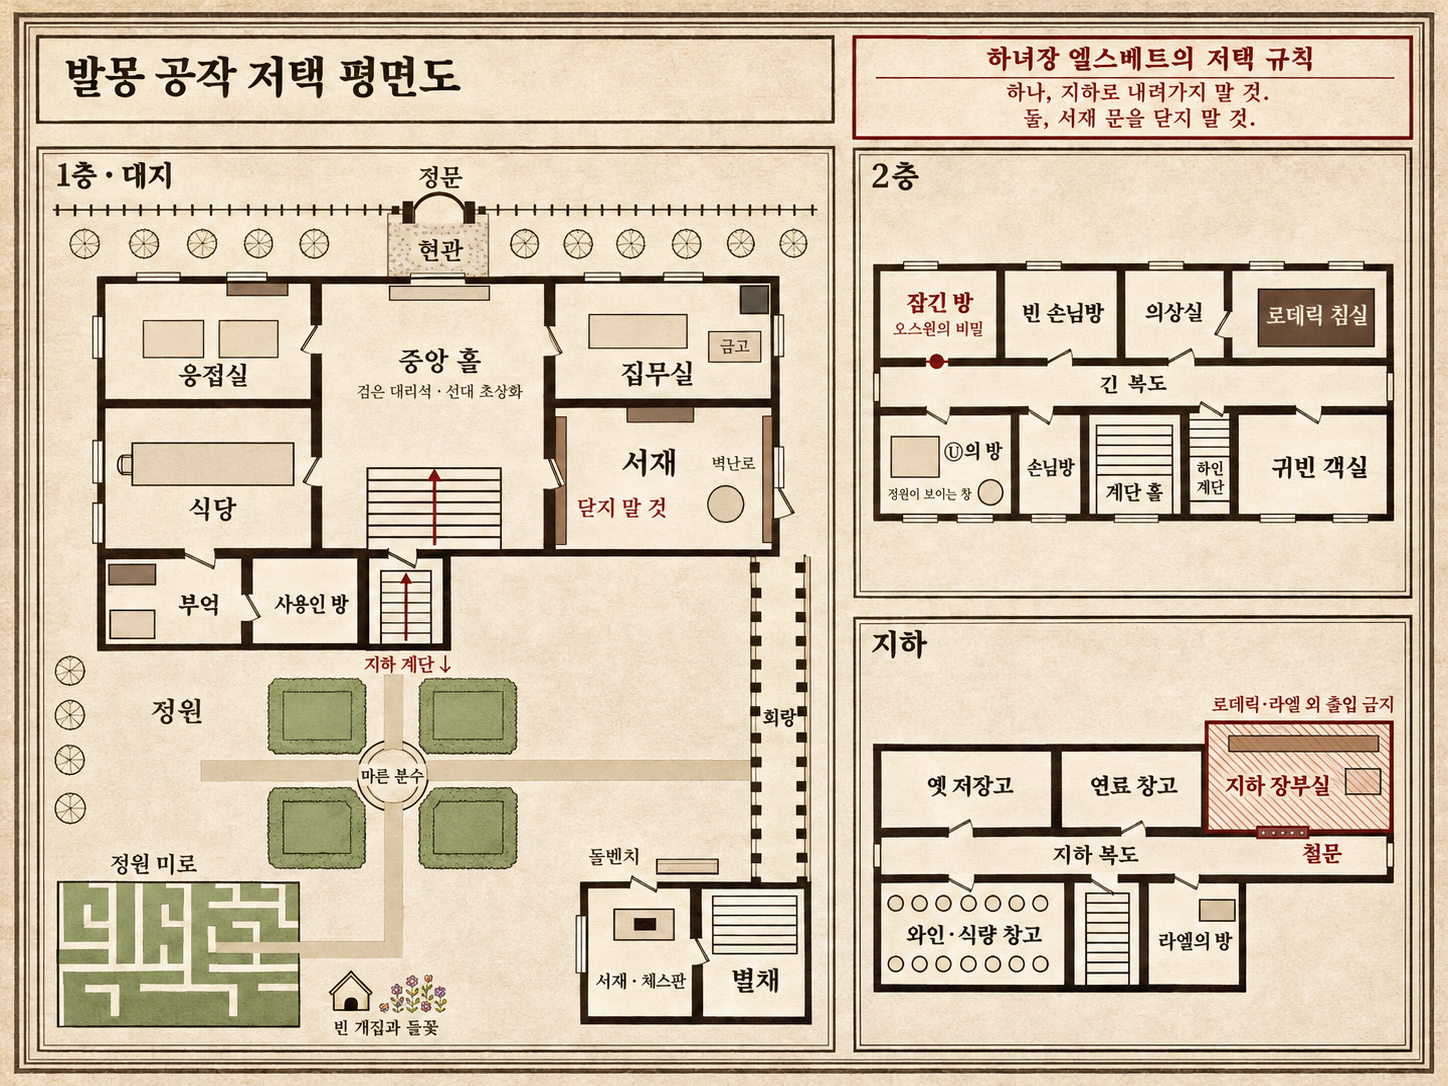 발몽 공작 저택 평면도
하녀장 엘스베트의 저택 규칙
하나, 지하로 내려가지 말 것.
둘, 서재 문을 닫지 말 것.
1층 · 대지
정문
현관
응접실
중앙 홀
검은 대리석 · 선대 초상화
집무실
금고
식당
서재
벽난로
닫지 말 것
부엌
사용인 방
지하 계단 ↓
정원
마른 분수
회랑
정원 미로
빈 개집과 들꽃
돌벤치
서재 · 체스판
별채
2층
잠긴 방
오스원의 비밀
빈 손님방
의상실
로데릭 침실
긴 복도
Ⓤ의 방
정원이 보이는 창
손님방
계단 홀
하인
계단
귀빈 객실
지하
로데릭·라엘 외 출입 금지
옛 저장고
연료 창고
지하 장부실
지하 복도
철문
와인·식량 창고
라엘의 방